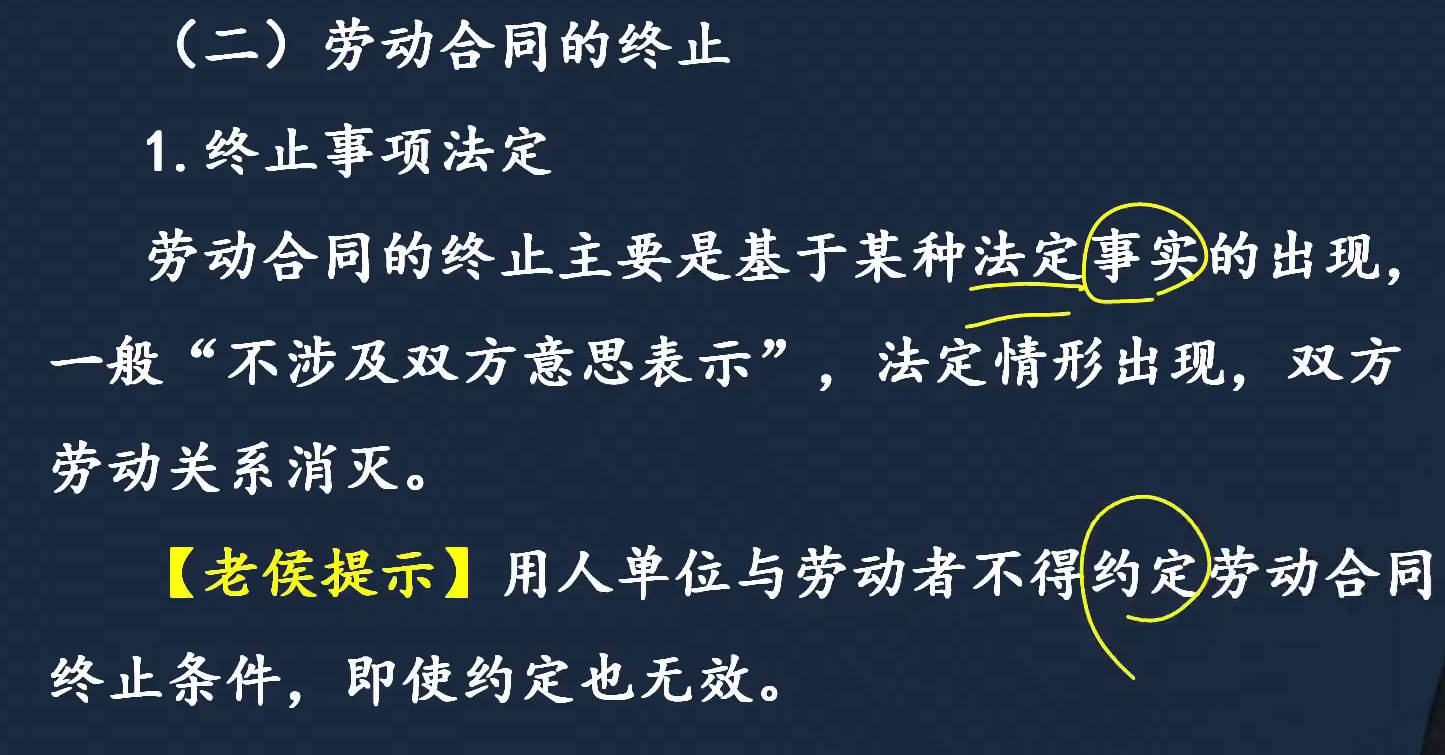 （二）劳动合同的终止
1.终止事项法定
劳动合同的终止主要是基于某种法定事实的出现，
一般“不涉及双方意思表示”，法定情形出现，双方
劳动关系消灭。
【老侯提示】用人单位与劳动者不得约定劳动合同
终止条件，即使约定也无效。